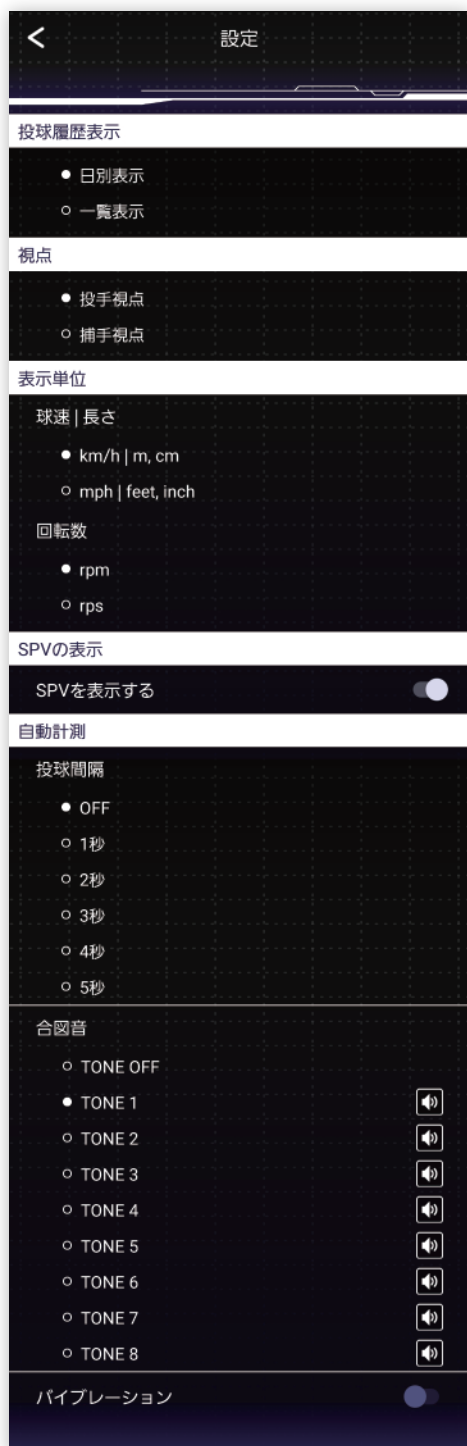 設定
投球履歴表示
日別表示
一覧表示
視点
投手視点
捕手視点
表示単位
球速 | 長さ
km/h | m, cm
mph | feet, inch
回転数
rpm
rps
SPVの表示
SPVを表示する
自動計測
投球間隔
OFF
1秒
2秒
3秒
4秒
5秒
合図音
TONE OFF
TONE 1
TONE 2
TONE 3
TONE 4
TONE 5
TONE 6
TONE 7
TONE 8
バイブレーション